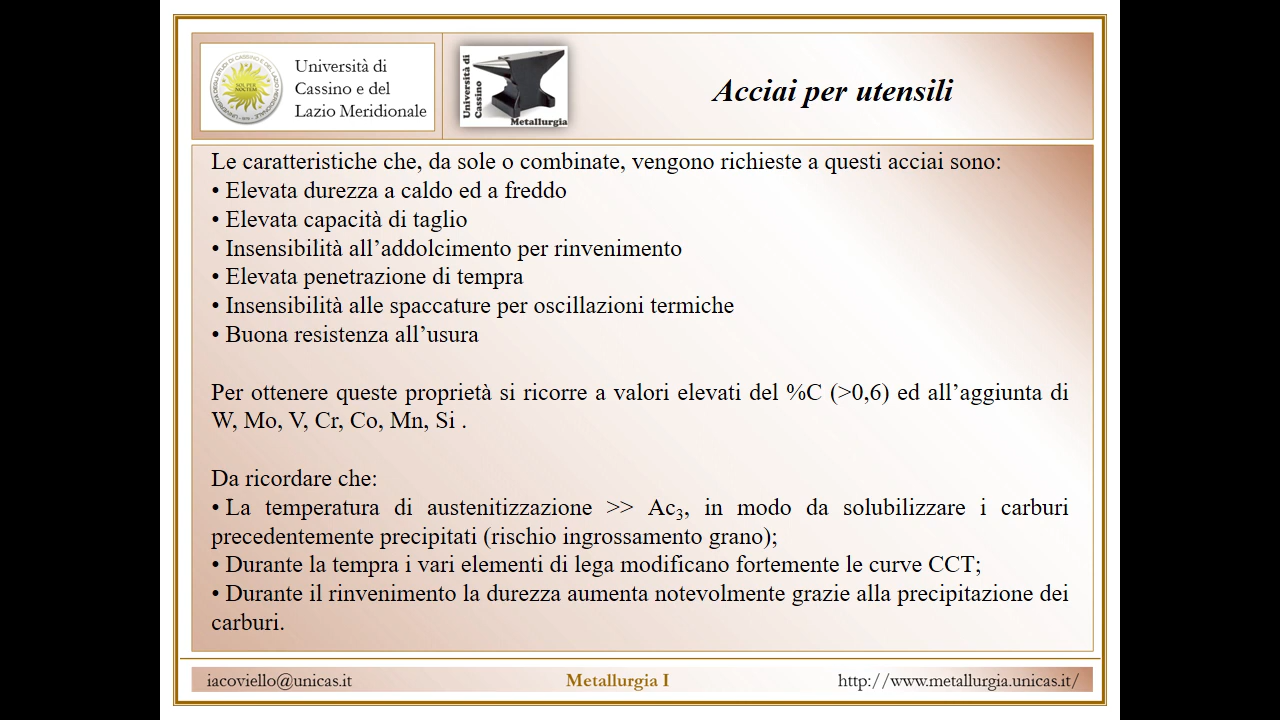 Università di
Cassino e del
Lazio Meridionale
Università di
Cassino
Metallurgia
Acciai per utensili
Le caratteristiche che, da sole o combinate, vengono richieste a questi acciai sono:
• Elevata durezza a caldo ed a freddo
• Elevata capacità di taglio
• Insensibilità all’addolcimento per rinvenimento
• Elevata penetrazione di tempra
• Insensibilità alle spaccature per oscillazioni termiche
• Buona resistenza all’usura
Per ottenere queste proprietà si ricorre a valori elevati del %C (>0,6) ed all’aggiunta di
W, Mo, V, Cr, Co, Mn, Si .
Da ricordare che:
• La temperatura di austenitizzazione >> Ac3, in modo da solubilizzare i carburi
precedentemente precipitati (rischio ingrossamento grano);
• Durante la tempra i vari elementi di lega modificano fortemente le curve CCT;
• Durante il rinvenimento la durezza aumenta notevolmente grazie alla precipitazione dei
carburi.
iacoviello@unicas.it
Metallurgia I
http://www.metallurgia.unicas.it/